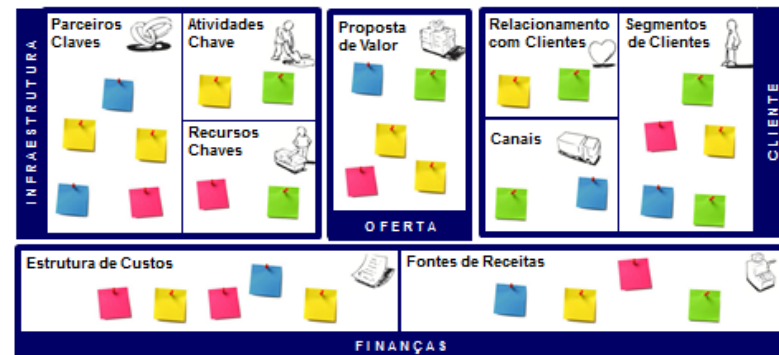 INFRAESTRUTURA
Parceiros
Claves
Atividades
Chave
Recursos
Chaves
Proposta
de Valor
OFERTA
Relacionamento
com Clientes
Canais
Segmentos
de Clientes
CLIENTE
Estrutura de Custos
Fontes de Receitas
FINANÇAS